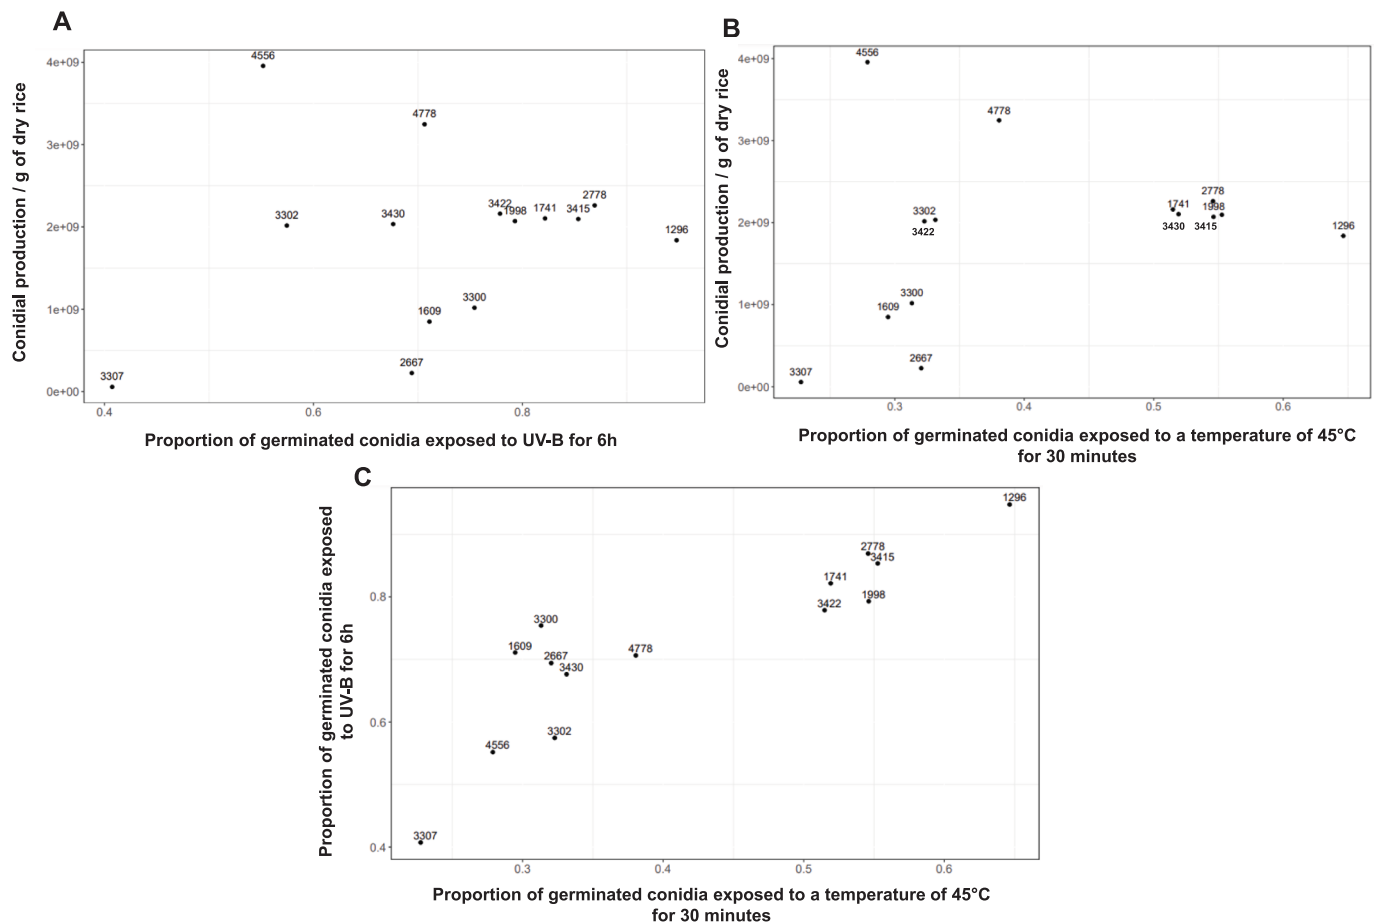 A
4556
4e+09
4778
3e+09
2778
3422
1998
1741
3415
3302
3430
2e+09
1296
3300
1609
1e+09
2667
3307
0e+00
0.4
0.6
0.8
Conidial production / g of dry rice
Proportion of germinated conidia exposed to UV-B for 6h
B
4556
4e+09
4778
3e+09
2778
1741
1998
3302
2e+09
3422
3430
3415
1296
3300
1609
1e+09
2667
3307
0e+00
0.3
0.4
0.5
0.6
Conidial production / g of dry rice
Proportion of germinated conidia exposed to a temperature of 45°C
for 30 minutes
C
1296
2778
3415
1741
0.8
3422
1998
3300
1609
2667
3430
4778
0.6
3302
4556
3307
0.4
0.3
0.4
0.5
0.6
Proportion of germinated conidia exposed
to UV-B for 6h
Proportion of germinated conidia exposed to a temperature of 45°C
for 30 minutes